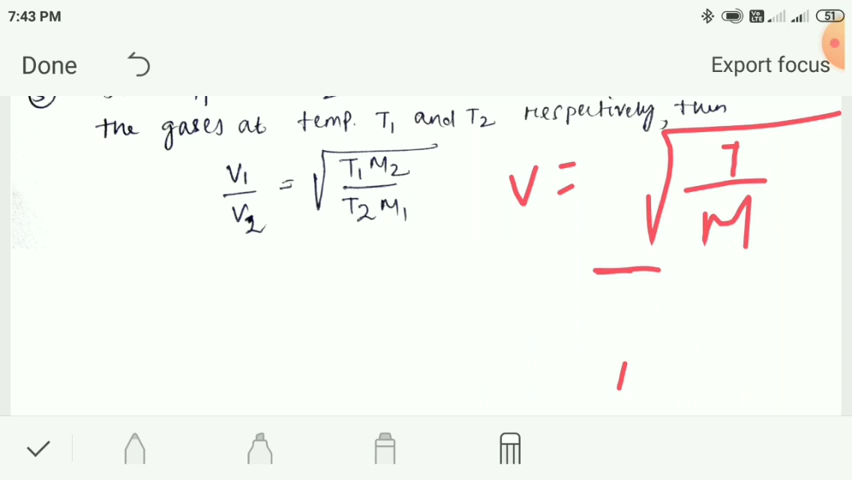 7:43 PM 51
Done Export focus
the gases at temp. T1 and T2 respectively, then
V1/V2 = √(T1M2/T2M1)
V = √(T/M)